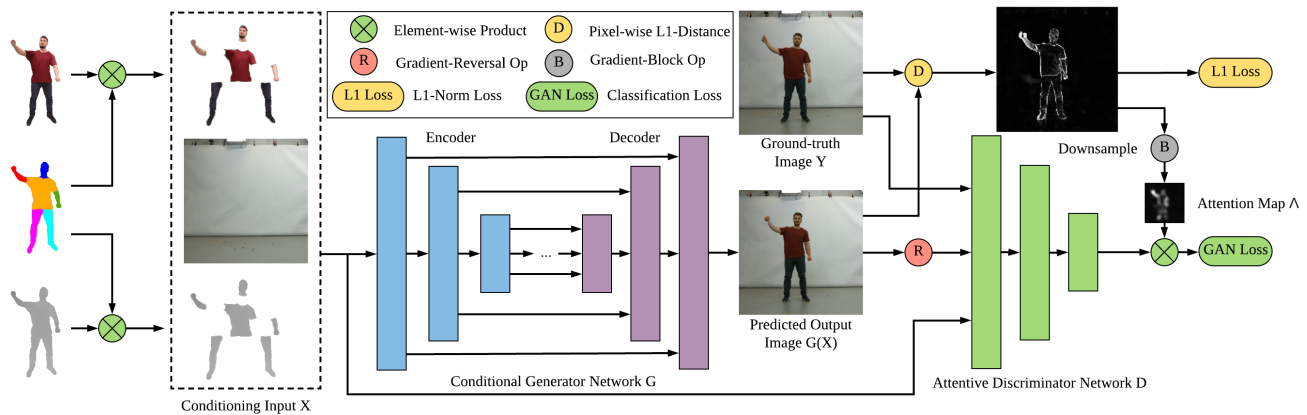 D
Element-wise Product
Pixel-wise L1-Distance
R
Gradient-Reversal Op
B
Gradient-Block Op
L1 Loss
L1-Norm Loss
GAN Loss
Classification Loss
Encoder
Decoder
...
Conditional Generator Network G
Conditioning Input X
Ground-truth
Image Y
Predicted Output
Image G(X)
D
R
L1 Loss
Downsample
B
Attention Map Λ
GAN Loss
Attentive Discriminator Network D